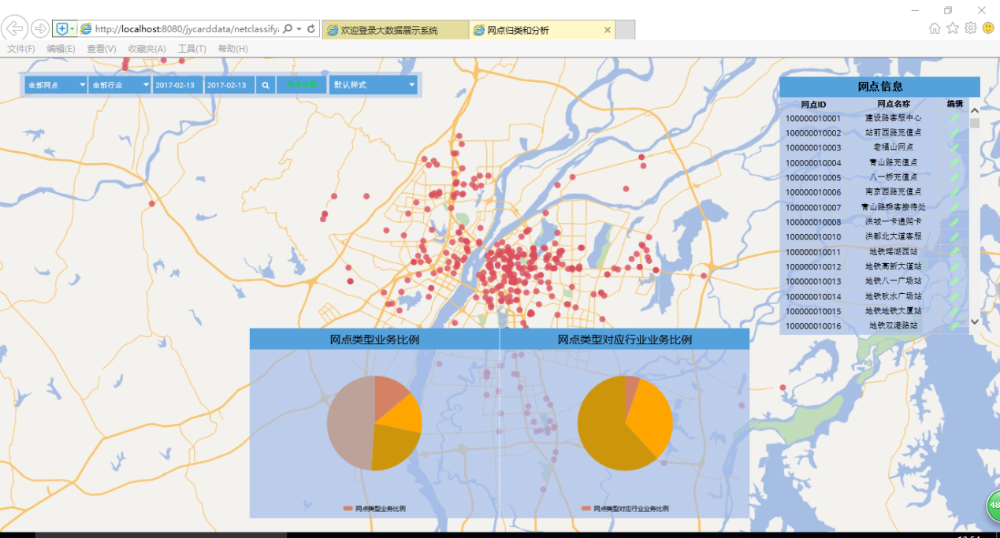 http://localhost:8080/jycarddata/netclassify
欢迎登录大数据展示系统
网点归类和分析
文件(F) 编辑(E) 查看(V) 收藏夹(A) 工具(T) 帮助(H)
全部网点 全部行业 2017-02-13 2017-02-13 默认样式
网点信息
网点ID 网点名称 编辑
100000010001 建设路客服中心
100000010002 站前西路充值点
100000010003 老福山网点
100000010004 青山路充值点
100000010005 八一桥充值点
100000010006 南京西路充值点
100000010007 青山路乘客接待处
100000010008 洪城一卡通购卡
100000010010 洪都北大道客服
100000010011 地铁瑶湖西站
100000010012 地铁高新大道站
100000010013 地铁八一广场站
100000010014 地铁秋水广场站
100000010015 地铁地铁大厦站
100000010016 地铁双港路站
网点类型业务比例 网点类型对应行业业务比例
网点类型业务比例 网点类型对应行业业务比例
48